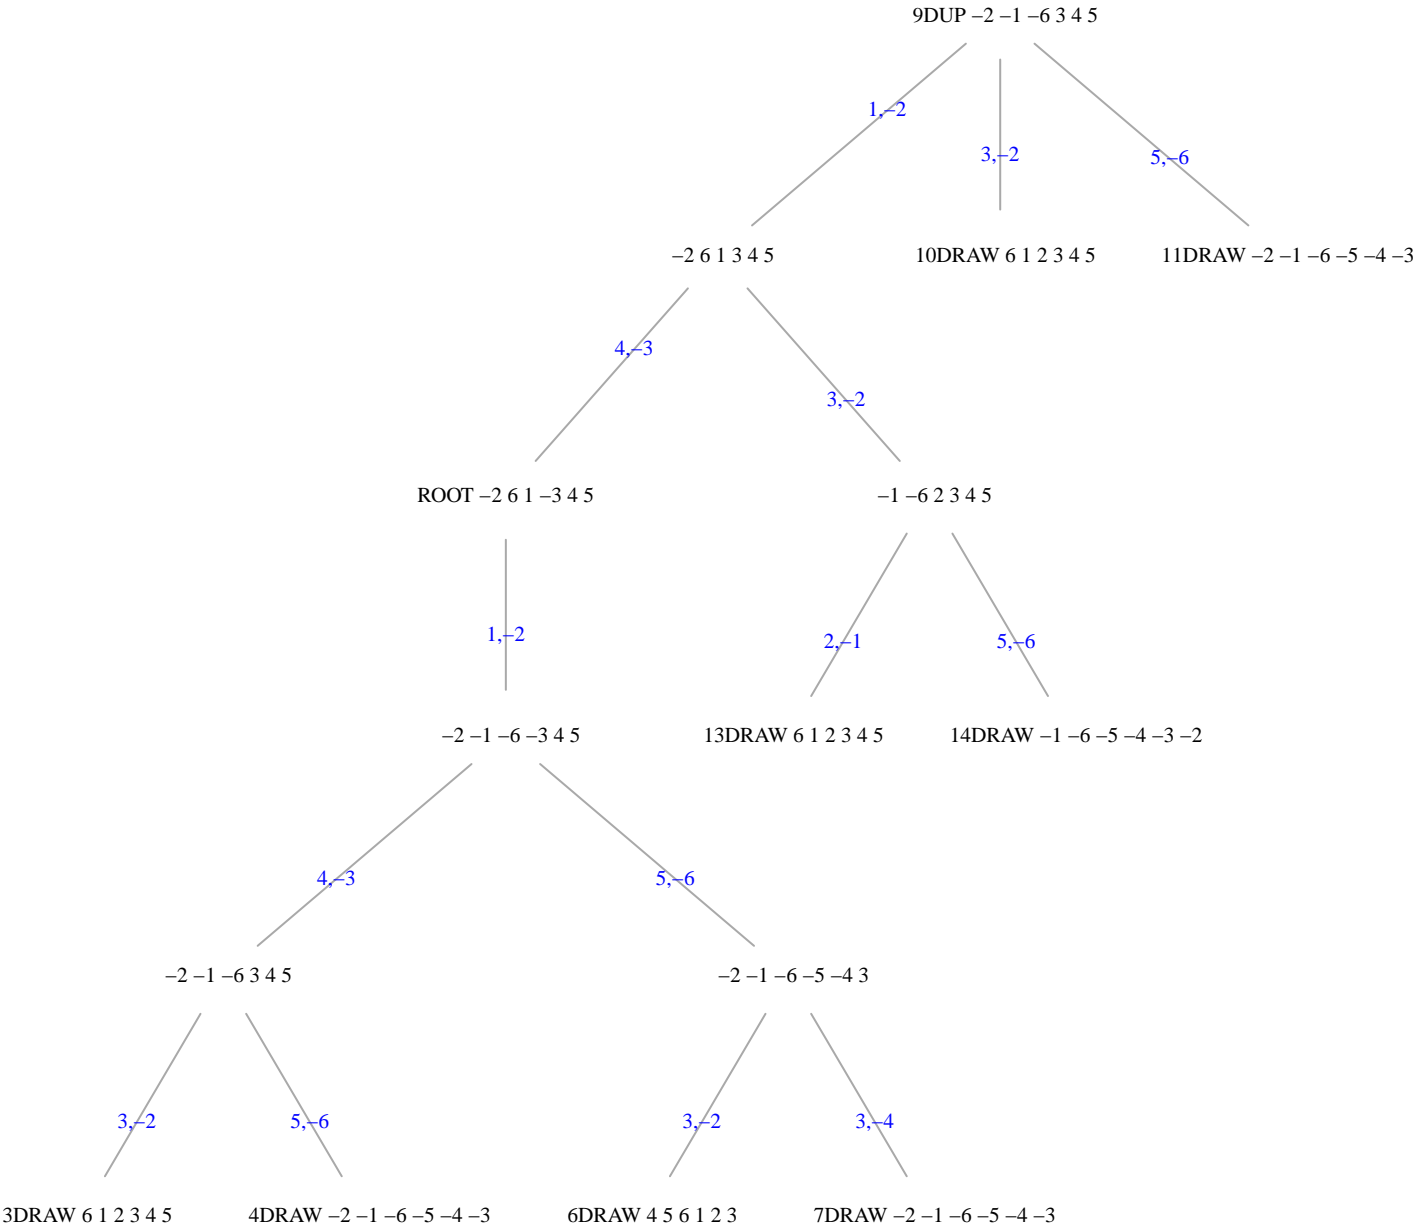 9DUP –2 –1 –6 3 4 5
1,–2
3,–2
5,–6
–2 6 1 3 4 5
10DRAW 6 1 2 3 4 5
11DRAW –2 –1 –6 –5 –4 –3
4,–3
3,–2
ROOT –2 6 1 –3 4 5
–1 –6 2 3 4 5
1,–2
2,–1
5,–6
–2 –1 –6 –3 4 5
13DRAW 6 1 2 3 4 5
14DRAW –1 –6 –5 –4 –3 –2
4,–3
5,–6
–2 –1 –6 3 4 5
–2 –1 –6 –5 –4 3
3,–2
5,–6
3,–2
3,–4
3DRAW 6 1 2 3 4 5
4DRAW –2 –1 –6 –5 –4 –3
6DRAW 4 5 6 1 2 3
7DRAW –2 –1 –6 –5 –4 –3